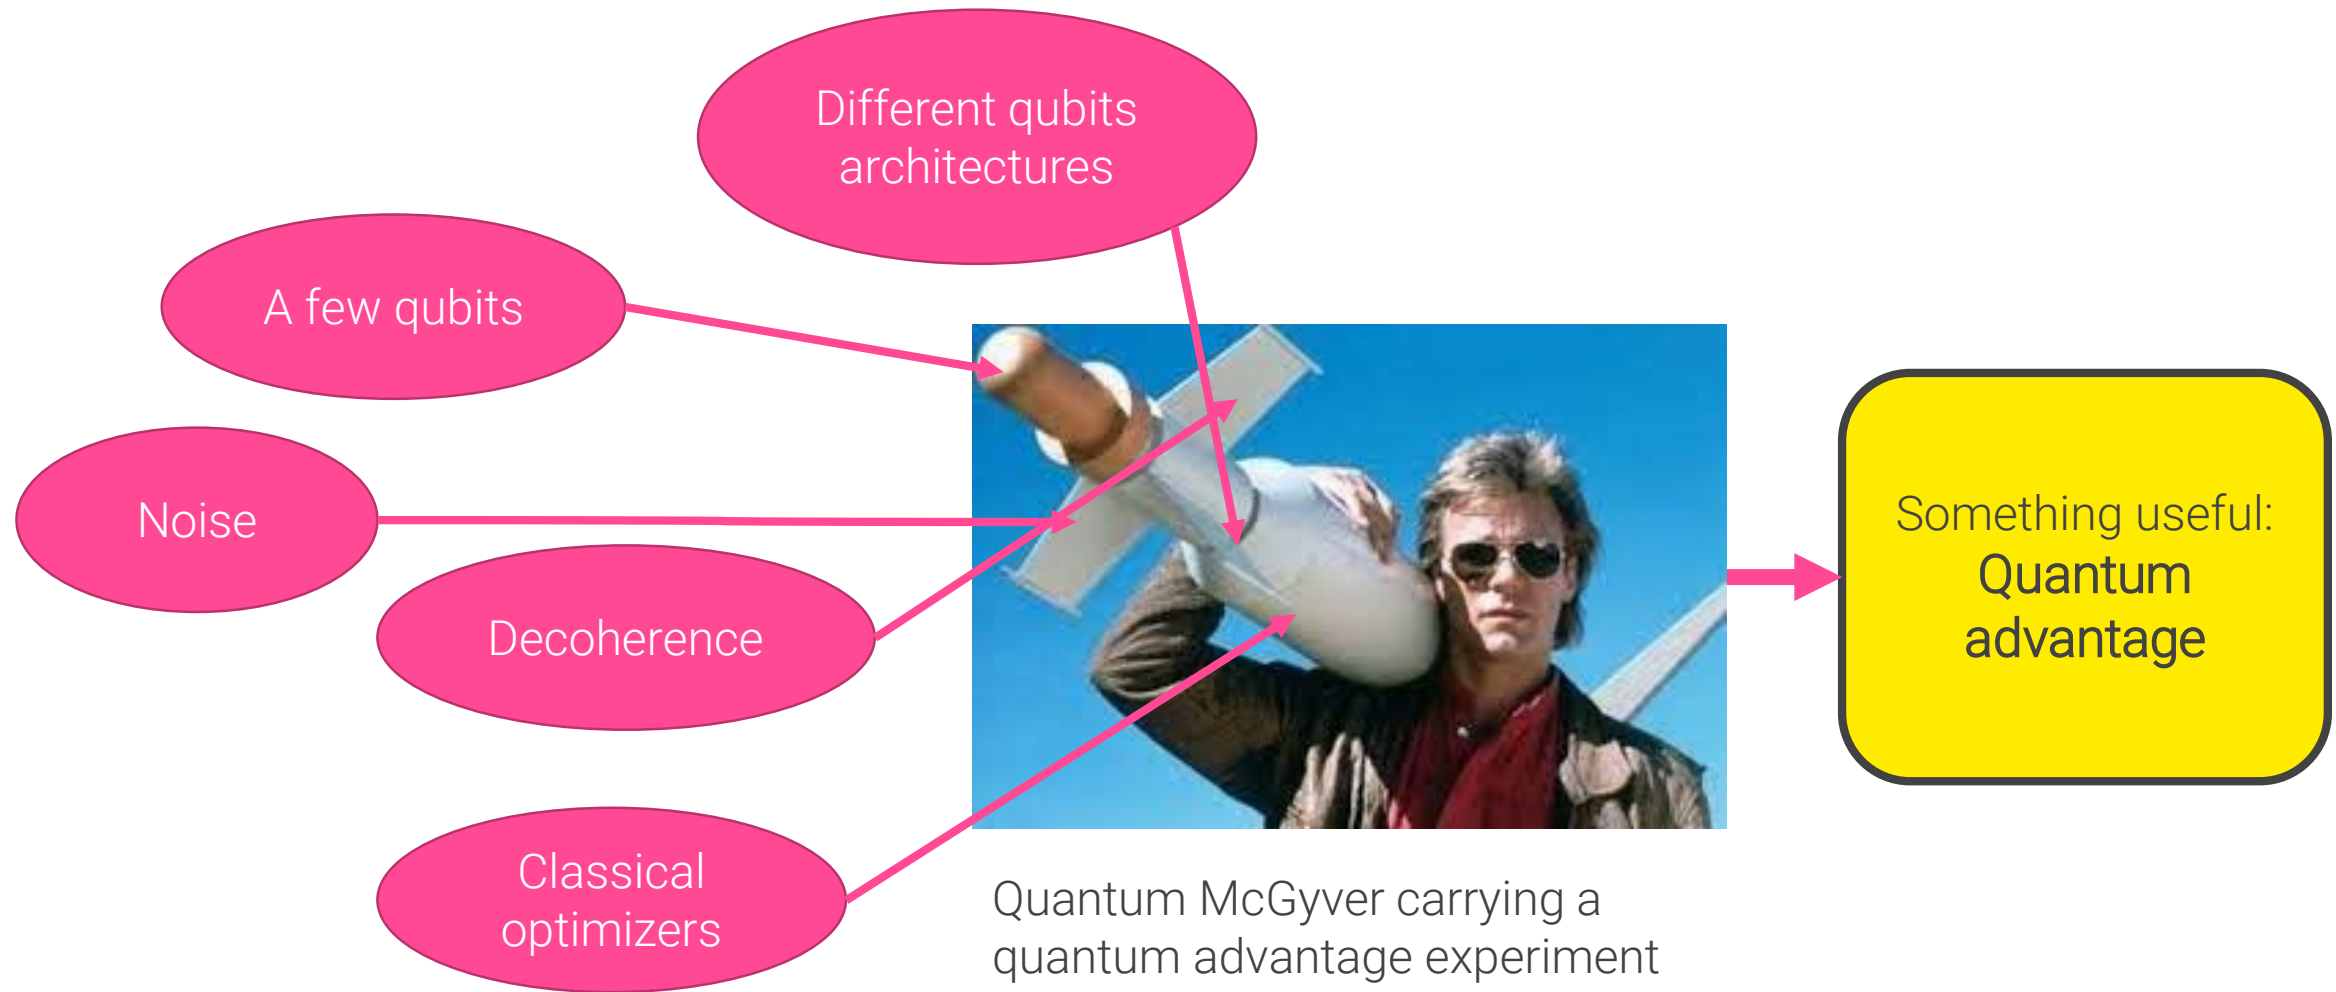 Different qubits
architectures
A few qubits
Noise
Decoherence
Classical
optimizers
Something useful:
Quantum
advantage
Quantum McGyver carrying a
quantum advantage experiment